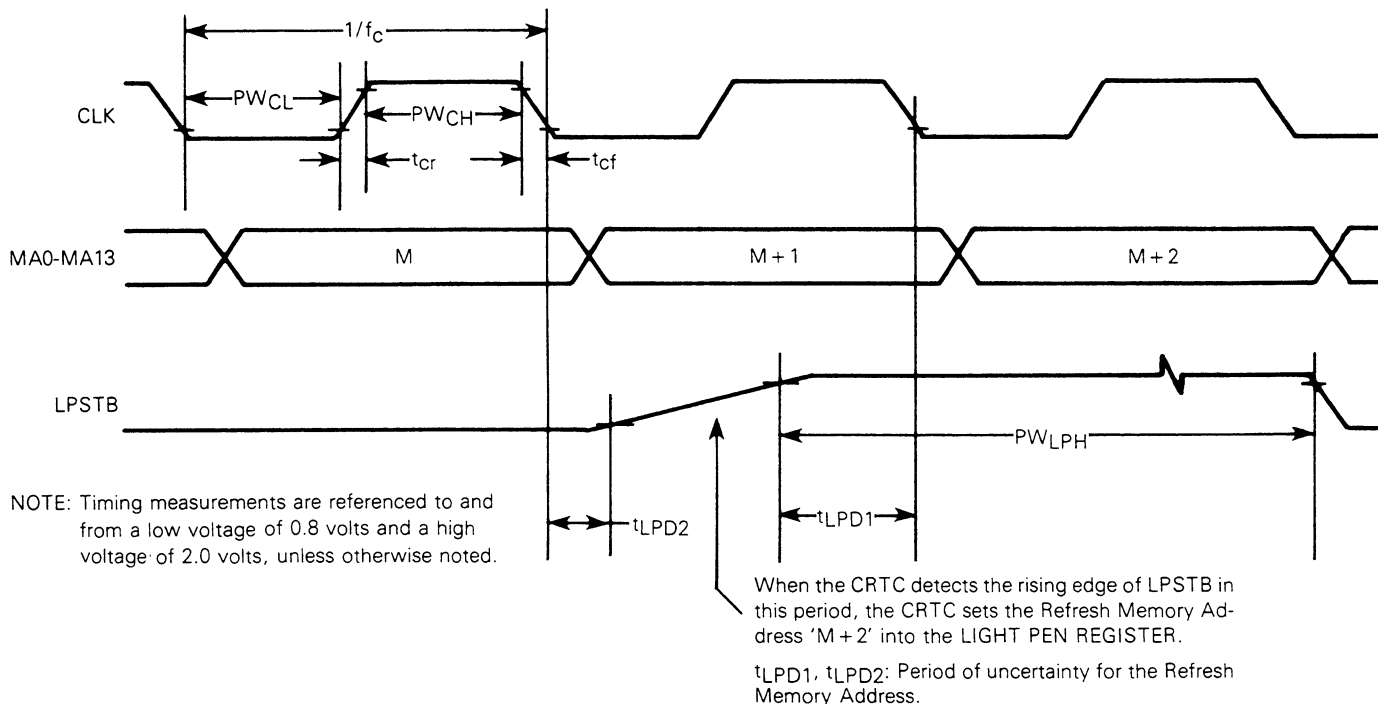 1/fc
CLK
PWCL
PWCH
tcr
tcf
MA0-MA13
M
M + 1
M + 2
LPSTB
PWLPH
NOTE: Timing measurements are referenced to and
from a low voltage of 0.8 volts and a high
voltage of 2.0 volts, unless otherwise noted.
tLPD2
tLPD1
When the CRTC detects the rising edge of LPSTB in
this period, the CRTC sets the Refresh Memory Ad-
dress 'M + 2' into the LIGHT PEN REGISTER.
tLPD1, tLPD2: Period of uncertainty for the Refresh
Memory Address.